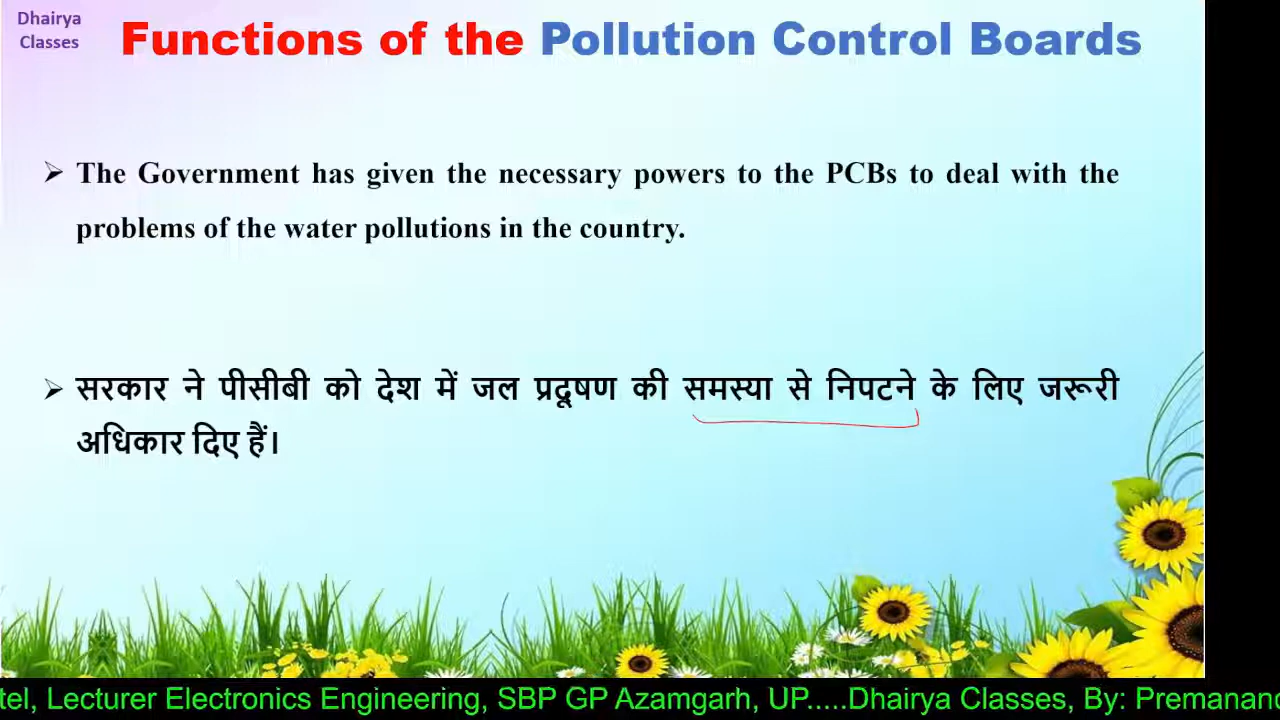 Dhairya
Classes
Functions of the Pollution Control Boards
The Government has given the necessary powers to the PCBs to deal with the
problems of the water pollutions in the country.
सरकार ने पीसीबी को देश में जल प्रदूषण की समस्या से निपटने के लिए जरूरी
अधिकार दिए हैं।
tel, Lecturer Electronics Engineering, SBP GP Azamgarh, UP.....Dhairya Classes, By: Premanand